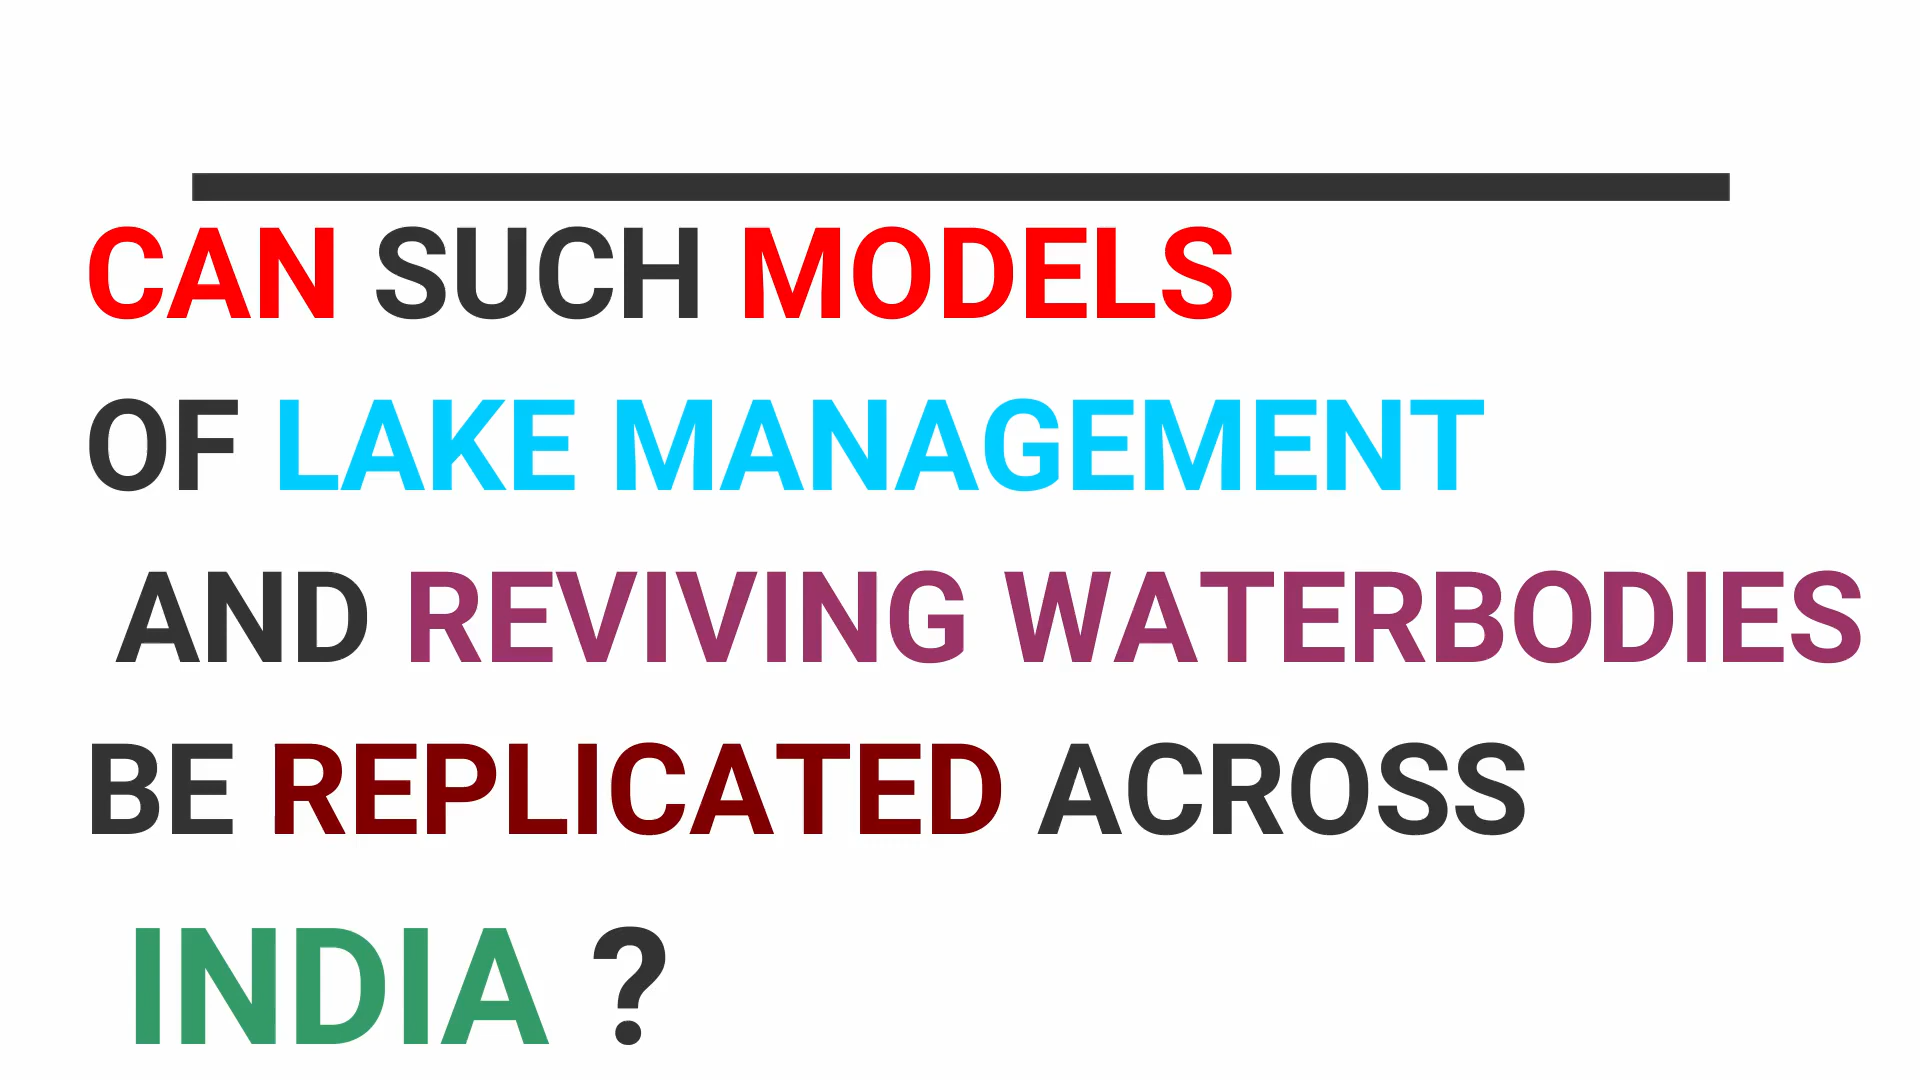 CAN SUCH MODELS
OF LAKE MANAGEMENT
AND REVIVING WATERBODIES
BE REPLICATED ACROSS
INDIA ?